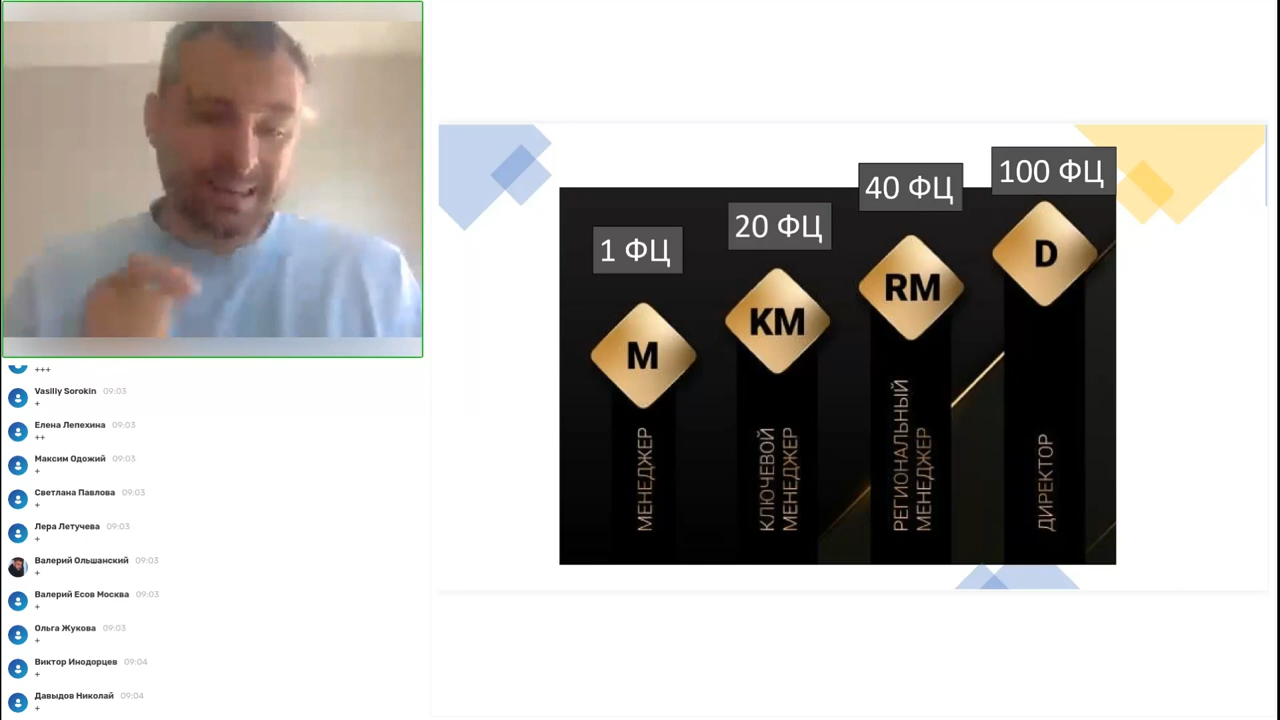 +++
Vasiliy Sorokin 09:03
+
Елена Лепехина 09:03
++
Максим Одожий 09:03
+
Светлана Павлова 09:03
+
Лера Летучева 09:03
+
Валерий Ольшанский 09:03
+
Валерий Есов Москва 09:03
+
Ольга Жукова 09:03
+
Виктор Инодорцев 09:04
+
Давыдов Николай 09:04
+
1 ФЦ
20 ФЦ
40 ФЦ
100 ФЦ
M
KM
RM
D
МЕНЕДЖЕР
КЛЮЧЕВОЙ
МЕНЕДЖЕР
РЕГИОНАЛЬНЫЙ
МЕНЕДЖЕР
ДИРЕКТОР